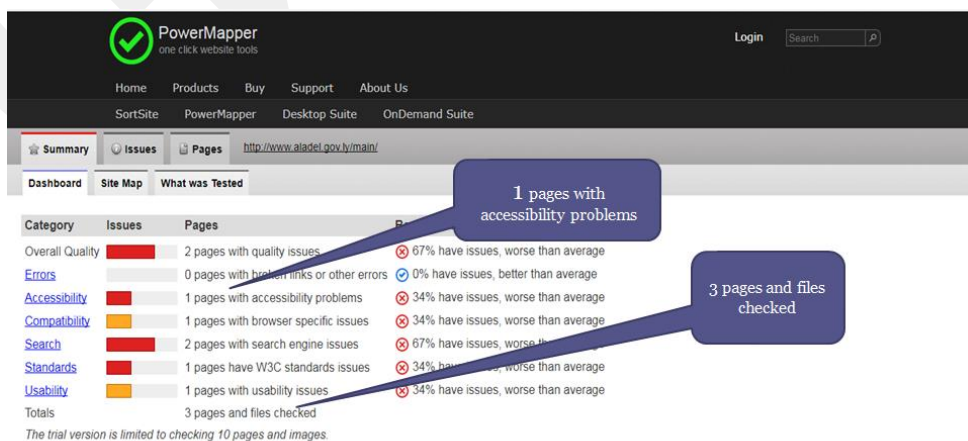 PowerMapper
one click website tools
Login Search
Home Products Buy Support About Us
SortSite PowerMapper Desktop Suite OnDemand Suite
Summary Issues Pages http://www.aladel.gov.ly/main/
Dashboard Site Map What was Tested
1 pages with
accessibility problems
Category Issues Pages
Overall Quality 2 pages with quality issues 67% have issues, worse than average
Errors 0 pages with broken links or other errors 0% have issues, better than average
Accessibility 1 pages with accessibility problems 34% have issues, worse than average
3 pages and files
checked
Compatibility 1 pages with browser specific issues 34% have issues, worse than average
Search 2 pages with search engine issues 67% have issues, worse than average
Standards 1 pages have W3C standards issues 34% have issues, worse than average
Usability 1 pages with usability issues 34% have issues, worse than average
Totals 3 pages and files checked
The trial version is limited to checking 10 pages and images.